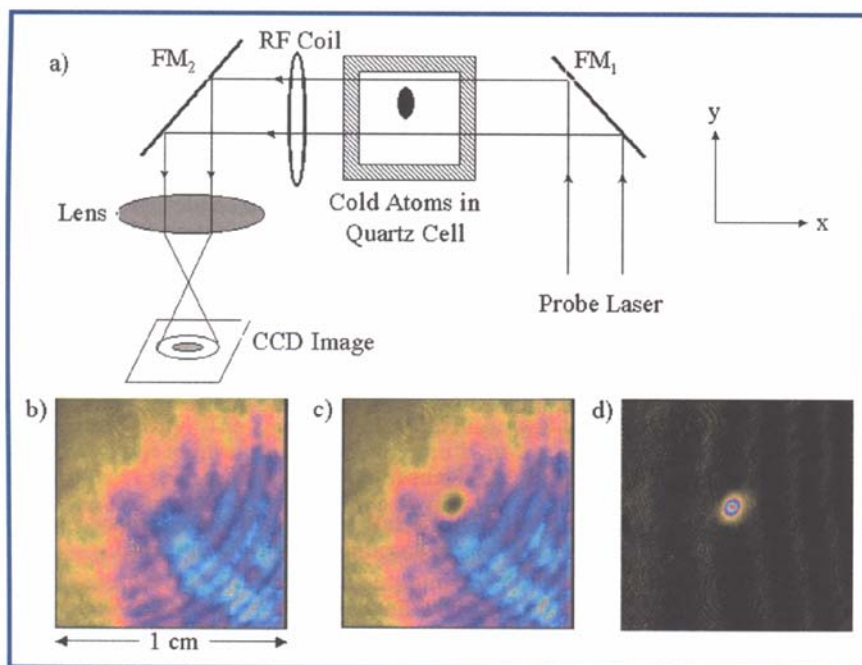 a)
FM2
RF Coil
FM1
y
x
Lens
Cold Atoms in
Quartz Cell
Probe Laser
CCD Image
b)
c)
d)
1 cm